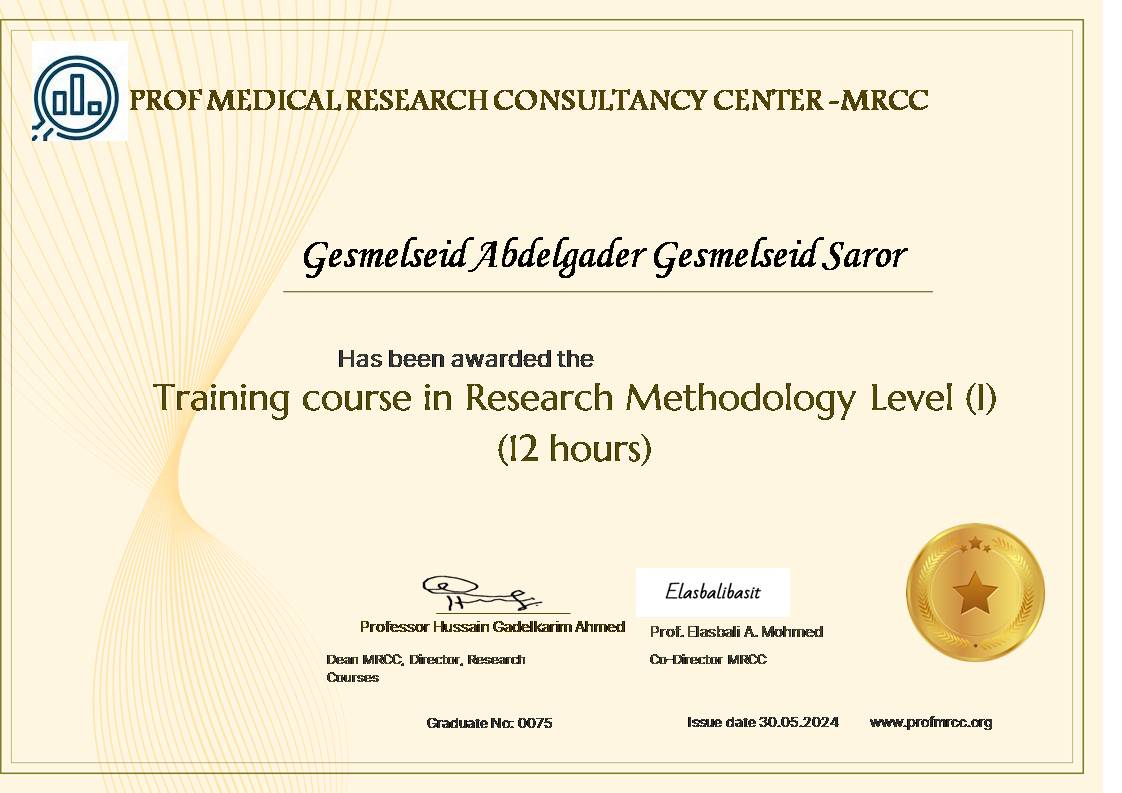 PROF MEDICAL RESEARCH CONSULTANCY CENTER -MRCC
Gesmelseid Abdelgader Gesmelseid Saror
Has been awarded the
Training course in Research Methodology Level (I)
(12 hours)
Elasbalibasit
Professor Hussain Gadelkarim Ahmed
Prof. Elasbali A. Mohmed
Dean MRCC, Director, Research
Courses
Co-Director MRCC
Graduate No: 0075
Issue date 30.05.2024
www.profmrcc.org